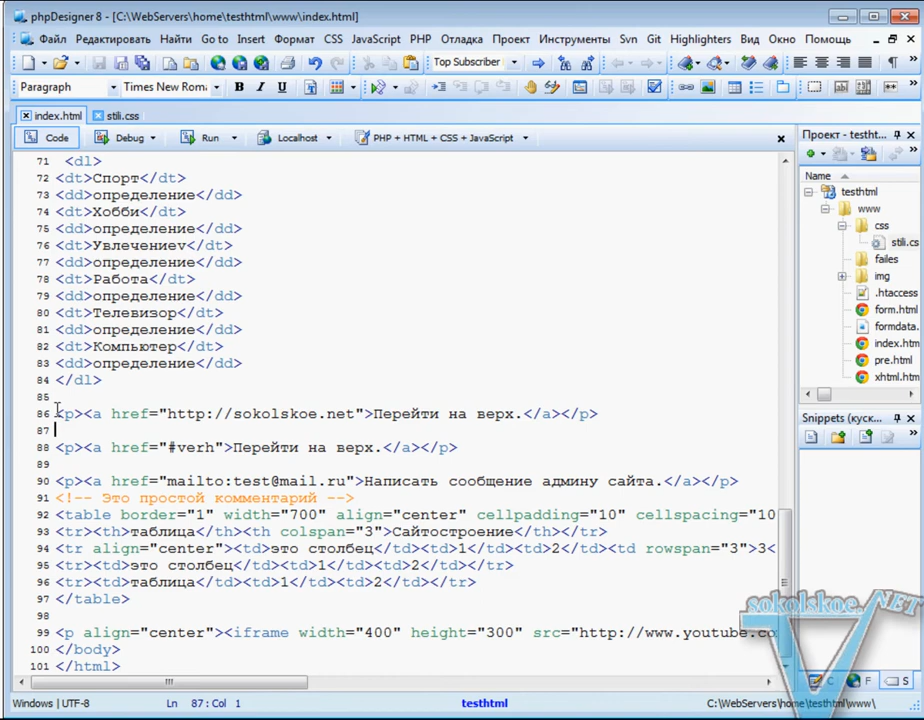 phpDesigner 8 - [C:\WebServers\home\testhtml\www\index.html]
Файл Редактировать Найти Go to Insert Формат CSS JavaScript PHP Отладка Проект Инструменты Svn Git Highlighters Вид Окно Помощь
Top Subscriber
Paragraph Times New Roma B I U
index.html stili.css
Code Debug Run Localhost PHP + HTML + CSS + JavaScript
71 <dl>
72 <dt>Спорт</dt>
73 <dd>определение</dd>
74 <dt>Хобби</dt>
75 <dd>определение</dd>
76 <dt>Увлечениеv</dt>
77 <dd>определение</dd>
78 <dt>Работа</dt>
79 <dd>определение</dd>
80 <dt>Телевизор</dt>
81 <dd>определение</dd>
82 <dt>Компьютер</dt>
83 <dd>определение</dd>
84 </dl>
85
86 <p><a href="http://sokolskoe.net">Перейти на верх.</a></p>
87
88 <p><a href="#verh">Перейти на верх.</a></p>
89
90 <p><a href="mailto:test@mail.ru">Написать сообщение админу сайта.</a></p>
91 <!-- Это простой комментарий -->
92 <table border="1" width="700" align="center" cellpadding="10" cellspacing="10
93 <tr><th>таблица</th><th colspan="3">Сайтостроение</th></tr>
94 <tr align="center"><td>это столбец</td><td>1</td><td>2</td><td rowspan="3">3<
95 <tr><td>это столбец</td><td>1</td><td>2</td></tr>
96 <tr><td>таблица</td><td>1</td><td>2</td></tr>
97 </table>
98
99 <p align="center"><iframe width="400" height="300" src="http://www.youtube.co
100 </body>
101 </html>
Проект - testht...
Name
testhtml
www
css
stili.cs
failes
img
.htaccess
form.html
formdata.
index.htm
pre.html
xhtml.htm
Snippets (куск...
sokolskoe.NET
C F S
Windows | UTF-8 Ln 87 : Col 1 testhtml C:\WebServers\home\testhtml\www\